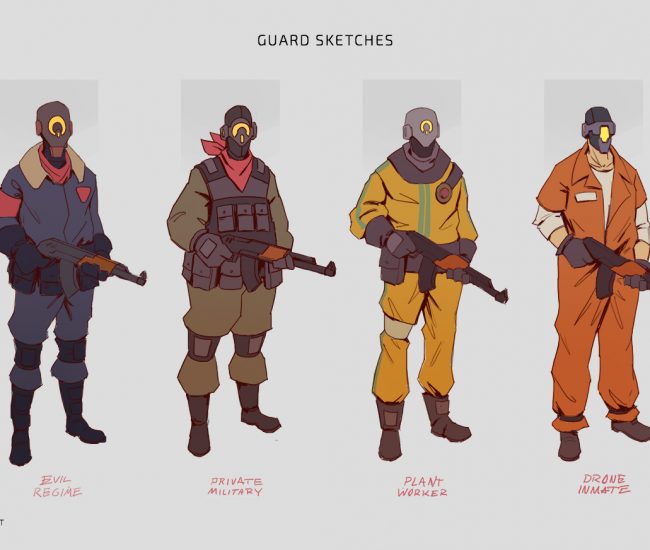 GUARD SKETCHES
EVIL
REGIME
PRIVATE
MILITARY
PLANT
WORKER
DRONE
INMATE